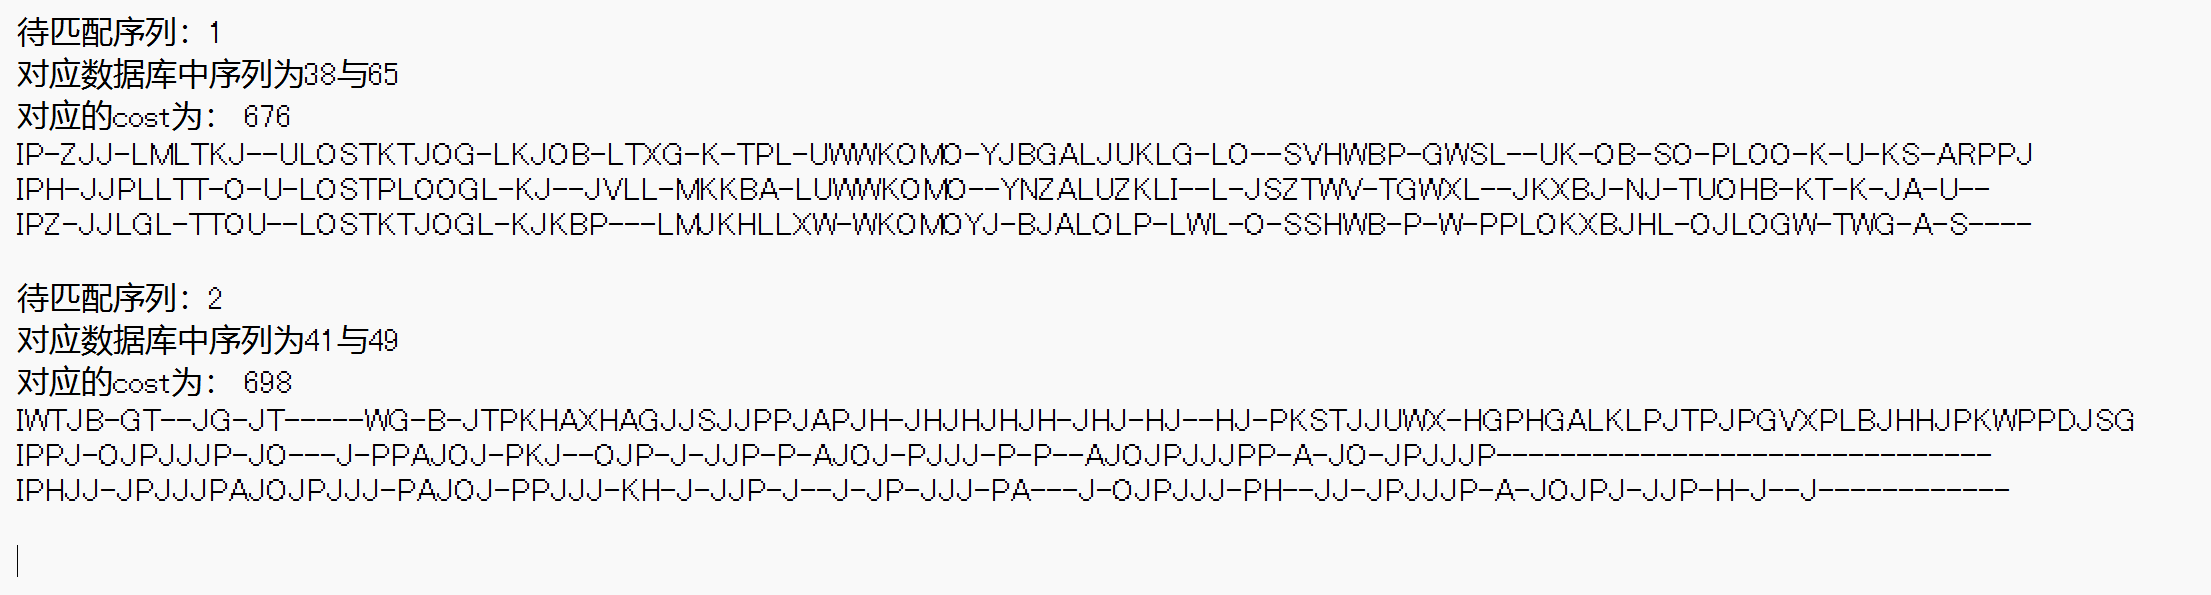 待匹配序列：1
对应数据库中序列为38与65
对应的cost为： 676
IP-ZJJ-LMLTKJ--ULOSTKTJOG-LKJOB-LTXG-K-TPL-UWWKOMO-YJBGALJUKLG-LO--SVHWBP-GWSL--UK-OB-SO-PLOO-K-U-KS-ARPPJ
IPH-JJPLLTT-O-U-LOSTPLOOGL-KJ--JVLL-MKKBA-LUWWKOMO--YNZALUZKLI--L-JSZTWV-TGWXL--JKXBJ-NJ-TUOHB-KT-K-JA-U--
IPZ-JJLGL-TTOU--LOSTKTJOGL-KJKBP---LMJKHLLXW-WKOMOYJ-BJALOLP-LWL-O-SSHWB-P-W-PPLOKXBJHL-OJLOGW-TWG-A-S----
待匹配序列：2
对应数据库中序列为41与49
对应的cost为： 698
IWTJB-GT--JG-JT-----WG-B-JTPKHAXHAGJJSJJPPJAPJH-JHJHJHJH-JHJ-HJ--HJ-PKSTJJUWX-HGPHGALKLPJTPJPGVXPLBJHHJPKWPPDJSG
IPPJ-OJPJJJP-JO---J-PPAJOJ-PKJ--OJP-J-JJP-P-AJOJ-PJJJ-P-P--AJOJPJJJPP-A-JO-JPJJJP-------------------------------
IPHJJ-JPJJJPAJOJPJJJ-PAJOJ-PPJJJ-KH-J-JJP-J--J-JP-JJJ-PA---J-OJPJJJ-PH--JJ-JPJJJP-A-JOJPJ-JJP-H-J--J------------